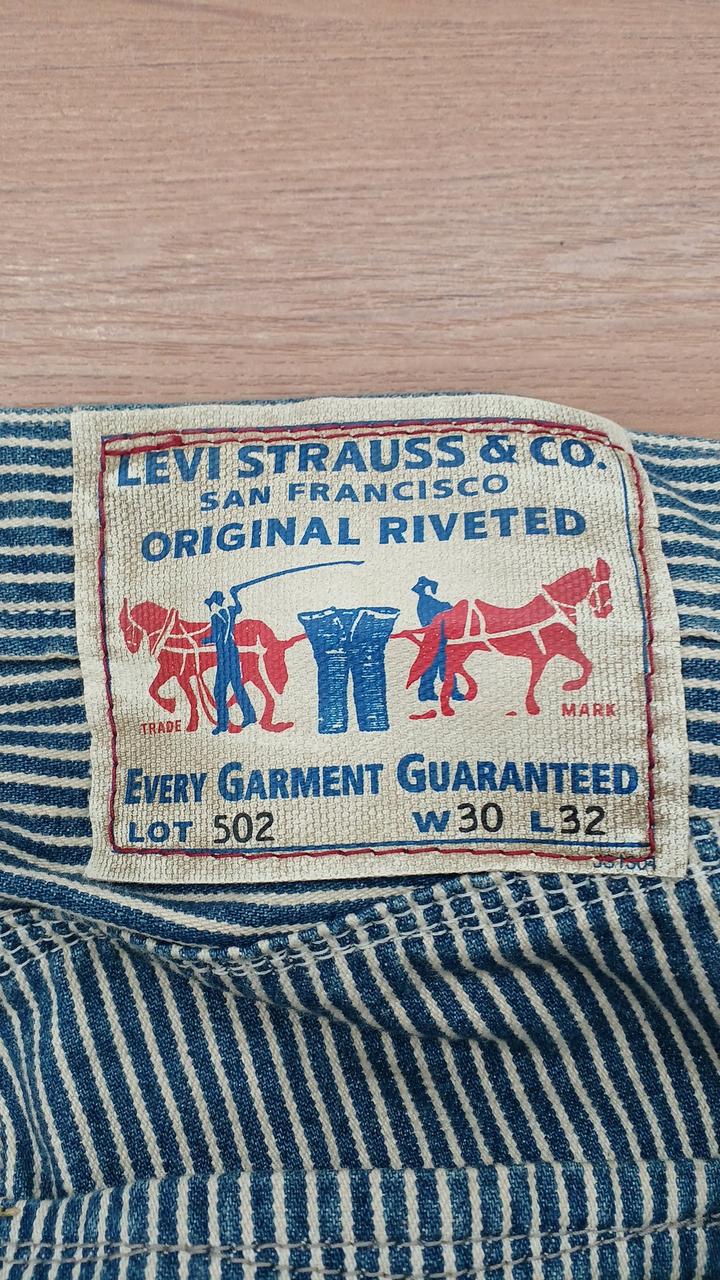 LEVI STRAUSS & CO.
SAN FRANCISCO
ORIGINAL RIVETED
TRADE MARK
EVERY GARMENT GUARANTEED
LOT 502 W30 L32